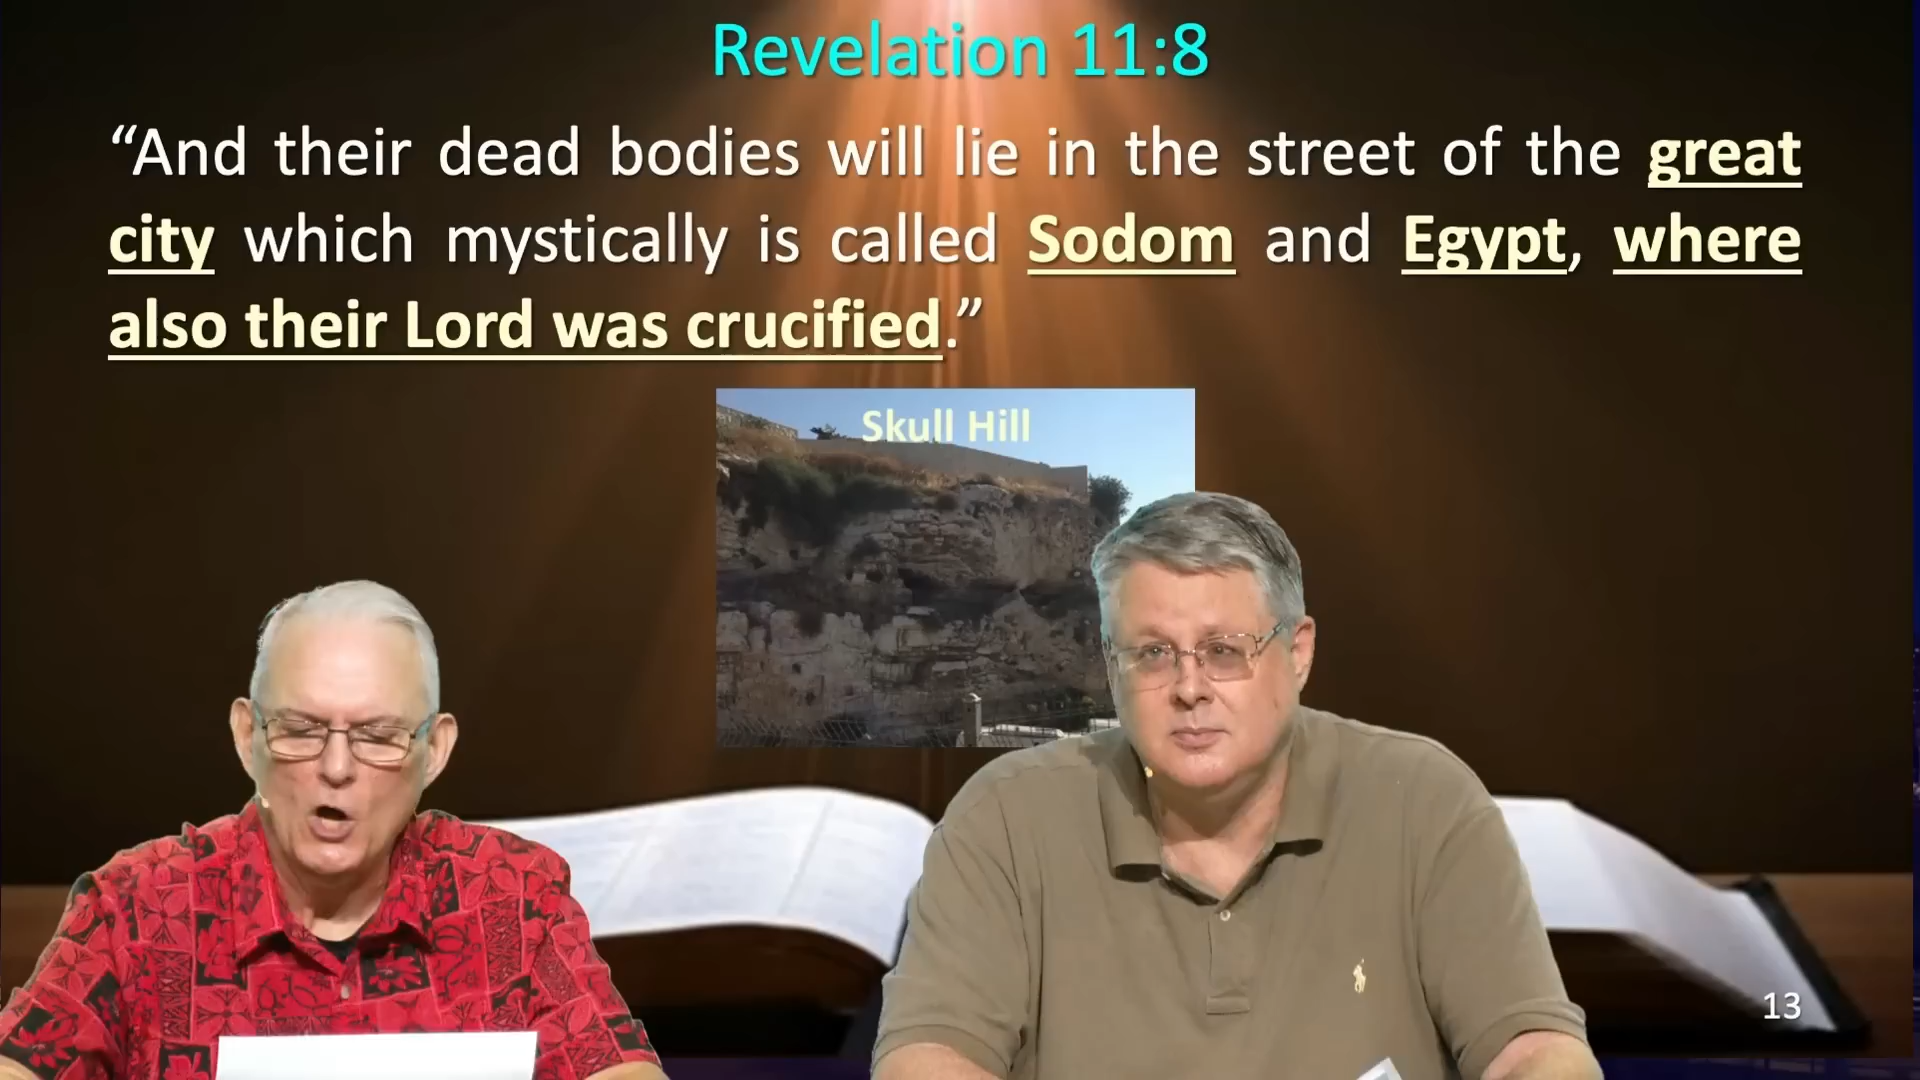 Revelation 11:8
“And their dead bodies will lie in the street of the great
city which mystically is called Sodom and Egypt, where
also their Lord was crucified.”
Skull Hill
13